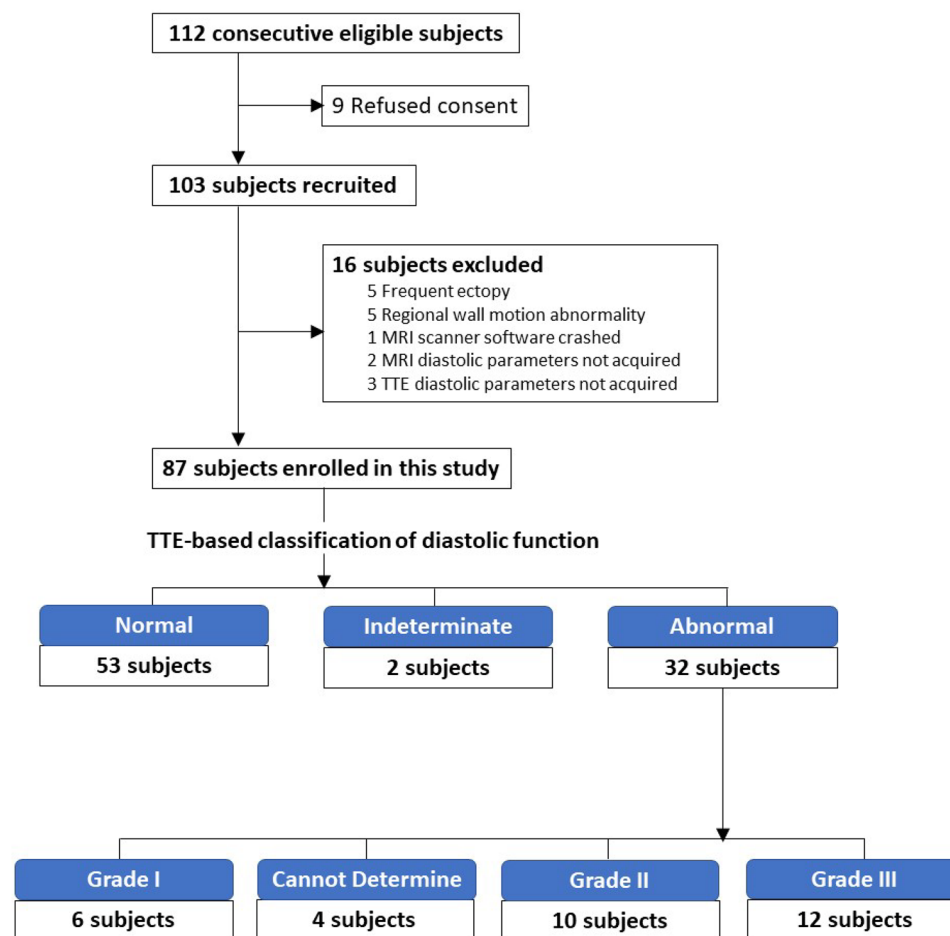 112 consecutive eligible subjects
9 Refused consent
103 subjects recruited
16 subjects excluded
5 Frequent ectopy
5 Regional wall motion abnormality
1 MRI scanner software crashed
2 MRI diastolic parameters not acquired
3 TTE diastolic parameters not acquired
87 subjects enrolled in this study
TTE-based classification of diastolic function
Normal
53 subjects
Indeterminate
2 subjects
Abnormal
32 subjects
Grade I
6 subjects
Cannot Determine
4 subjects
Grade II
10 subjects
Grade III
12 subjects